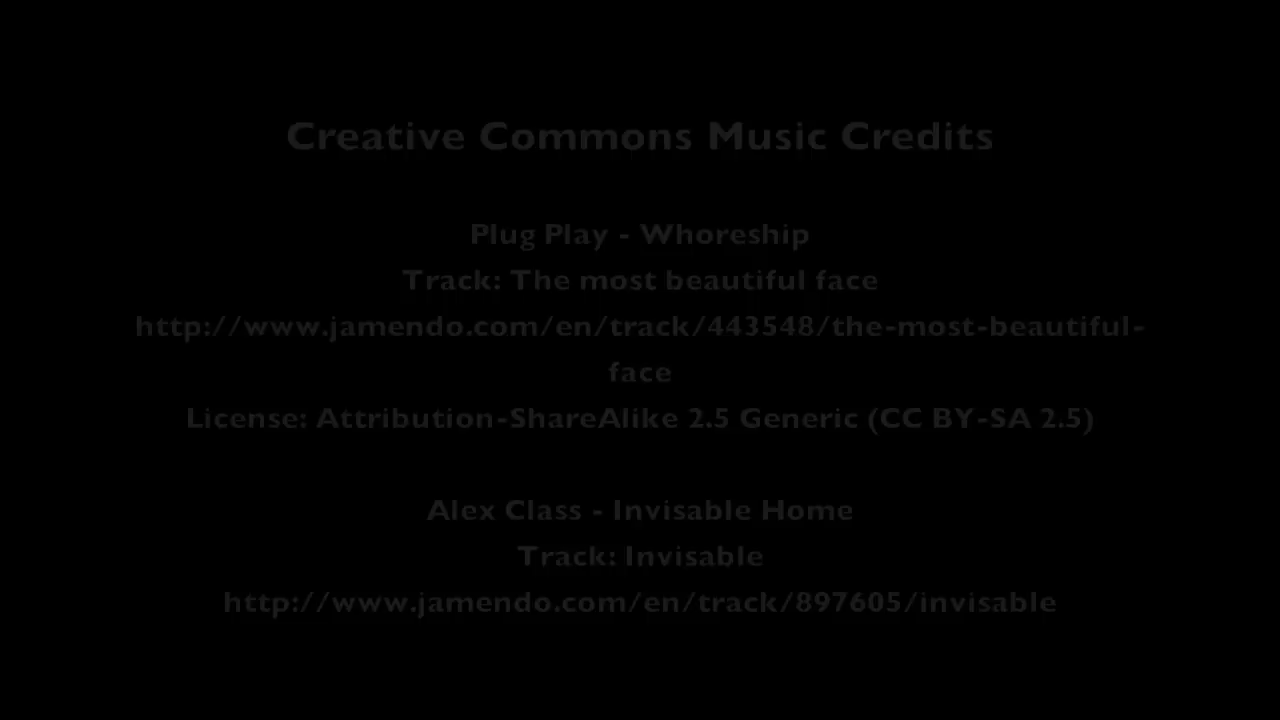 Creative Commons Music Credits
Plug Play - Whoreship
Track: The most beautiful face
http://www.jamendo.com/en/track/443548/the-most-beautiful-
face
License: Attribution-ShareAlike 2.5 Generic (CC BY-SA 2.5)
Alex Class - Invisable Home
Track: Invisable
http://www.jamendo.com/en/track/897605/invisable